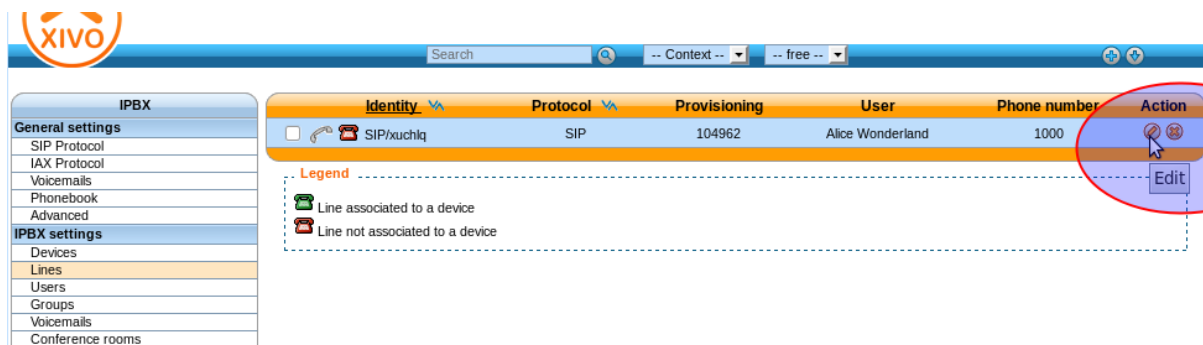 XIVO
Search -- Context -- -- free --
IPBX
General settings
SIP Protocol
IAX Protocol
Voicemails
Phonebook
Advanced
IPBX settings
Devices
Lines
Users
Groups
Voicemails
Conference rooms
Identity Protocol Provisioning User Phone number Action
SIP/xuchlq SIP 104962 Alice Wonderland 1000
Edit
Legend
Line associated to a device
Line not associated to a device